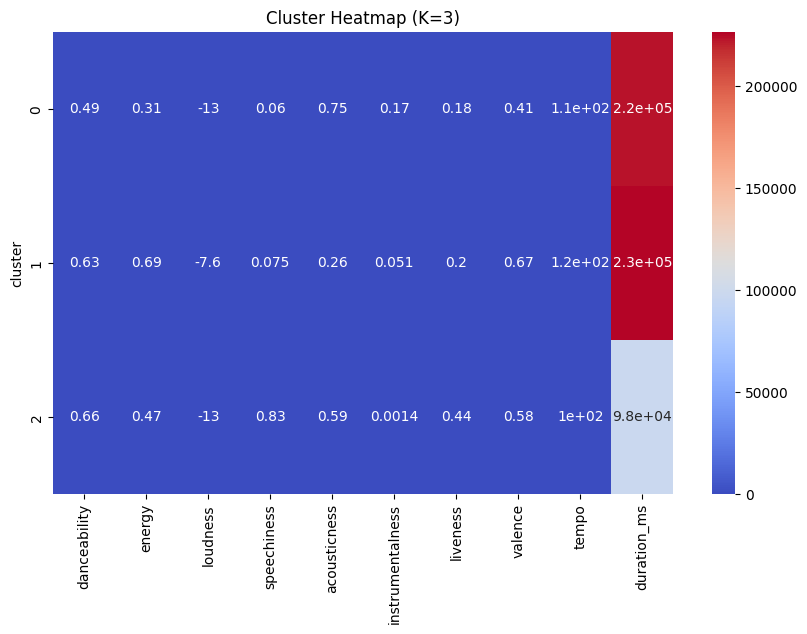 Cluster Heatmap (K=3)
cluster
0 0.49 0.31 -13 0.06 0.75 0.17 0.18 0.41 1.1e+02 2.2e+05
1 0.63 0.69 -7.6 0.075 0.26 0.051 0.2 0.67 1.2e+02 2.3e+05
2 0.66 0.47 -13 0.83 0.59 0.0014 0.44 0.58 1e+02 9.8e+04
danceability energy loudness speechiness acousticness instrumentalness liveness valence tempo duration_ms
200000
150000
100000
50000
0